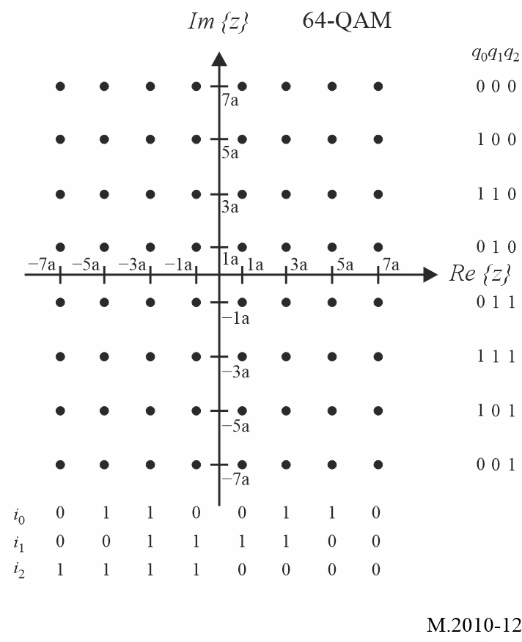 Im {z} 64-QAM
q0q1q2
7a 0 0 0
5a 1 0 0
3a 1 1 0
1a 0 1 0
−7a −5a −3a −1a 1a 3a 5a 7a
Re {z}
−1a 0 1 1
−3a 1 1 1
−5a 1 0 1
−7a 0 0 1
i0 0 1 1 0 0 1 1 0
i1 0 0 1 1 1 1 0 0
i2 1 1 1 1 0 0 0 0
M.2010-12